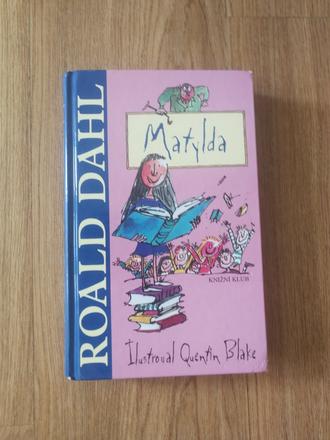 ROALD DAHL
Matylda
KNIŽNÍ KLUB
Ilustroval Quentin Blake